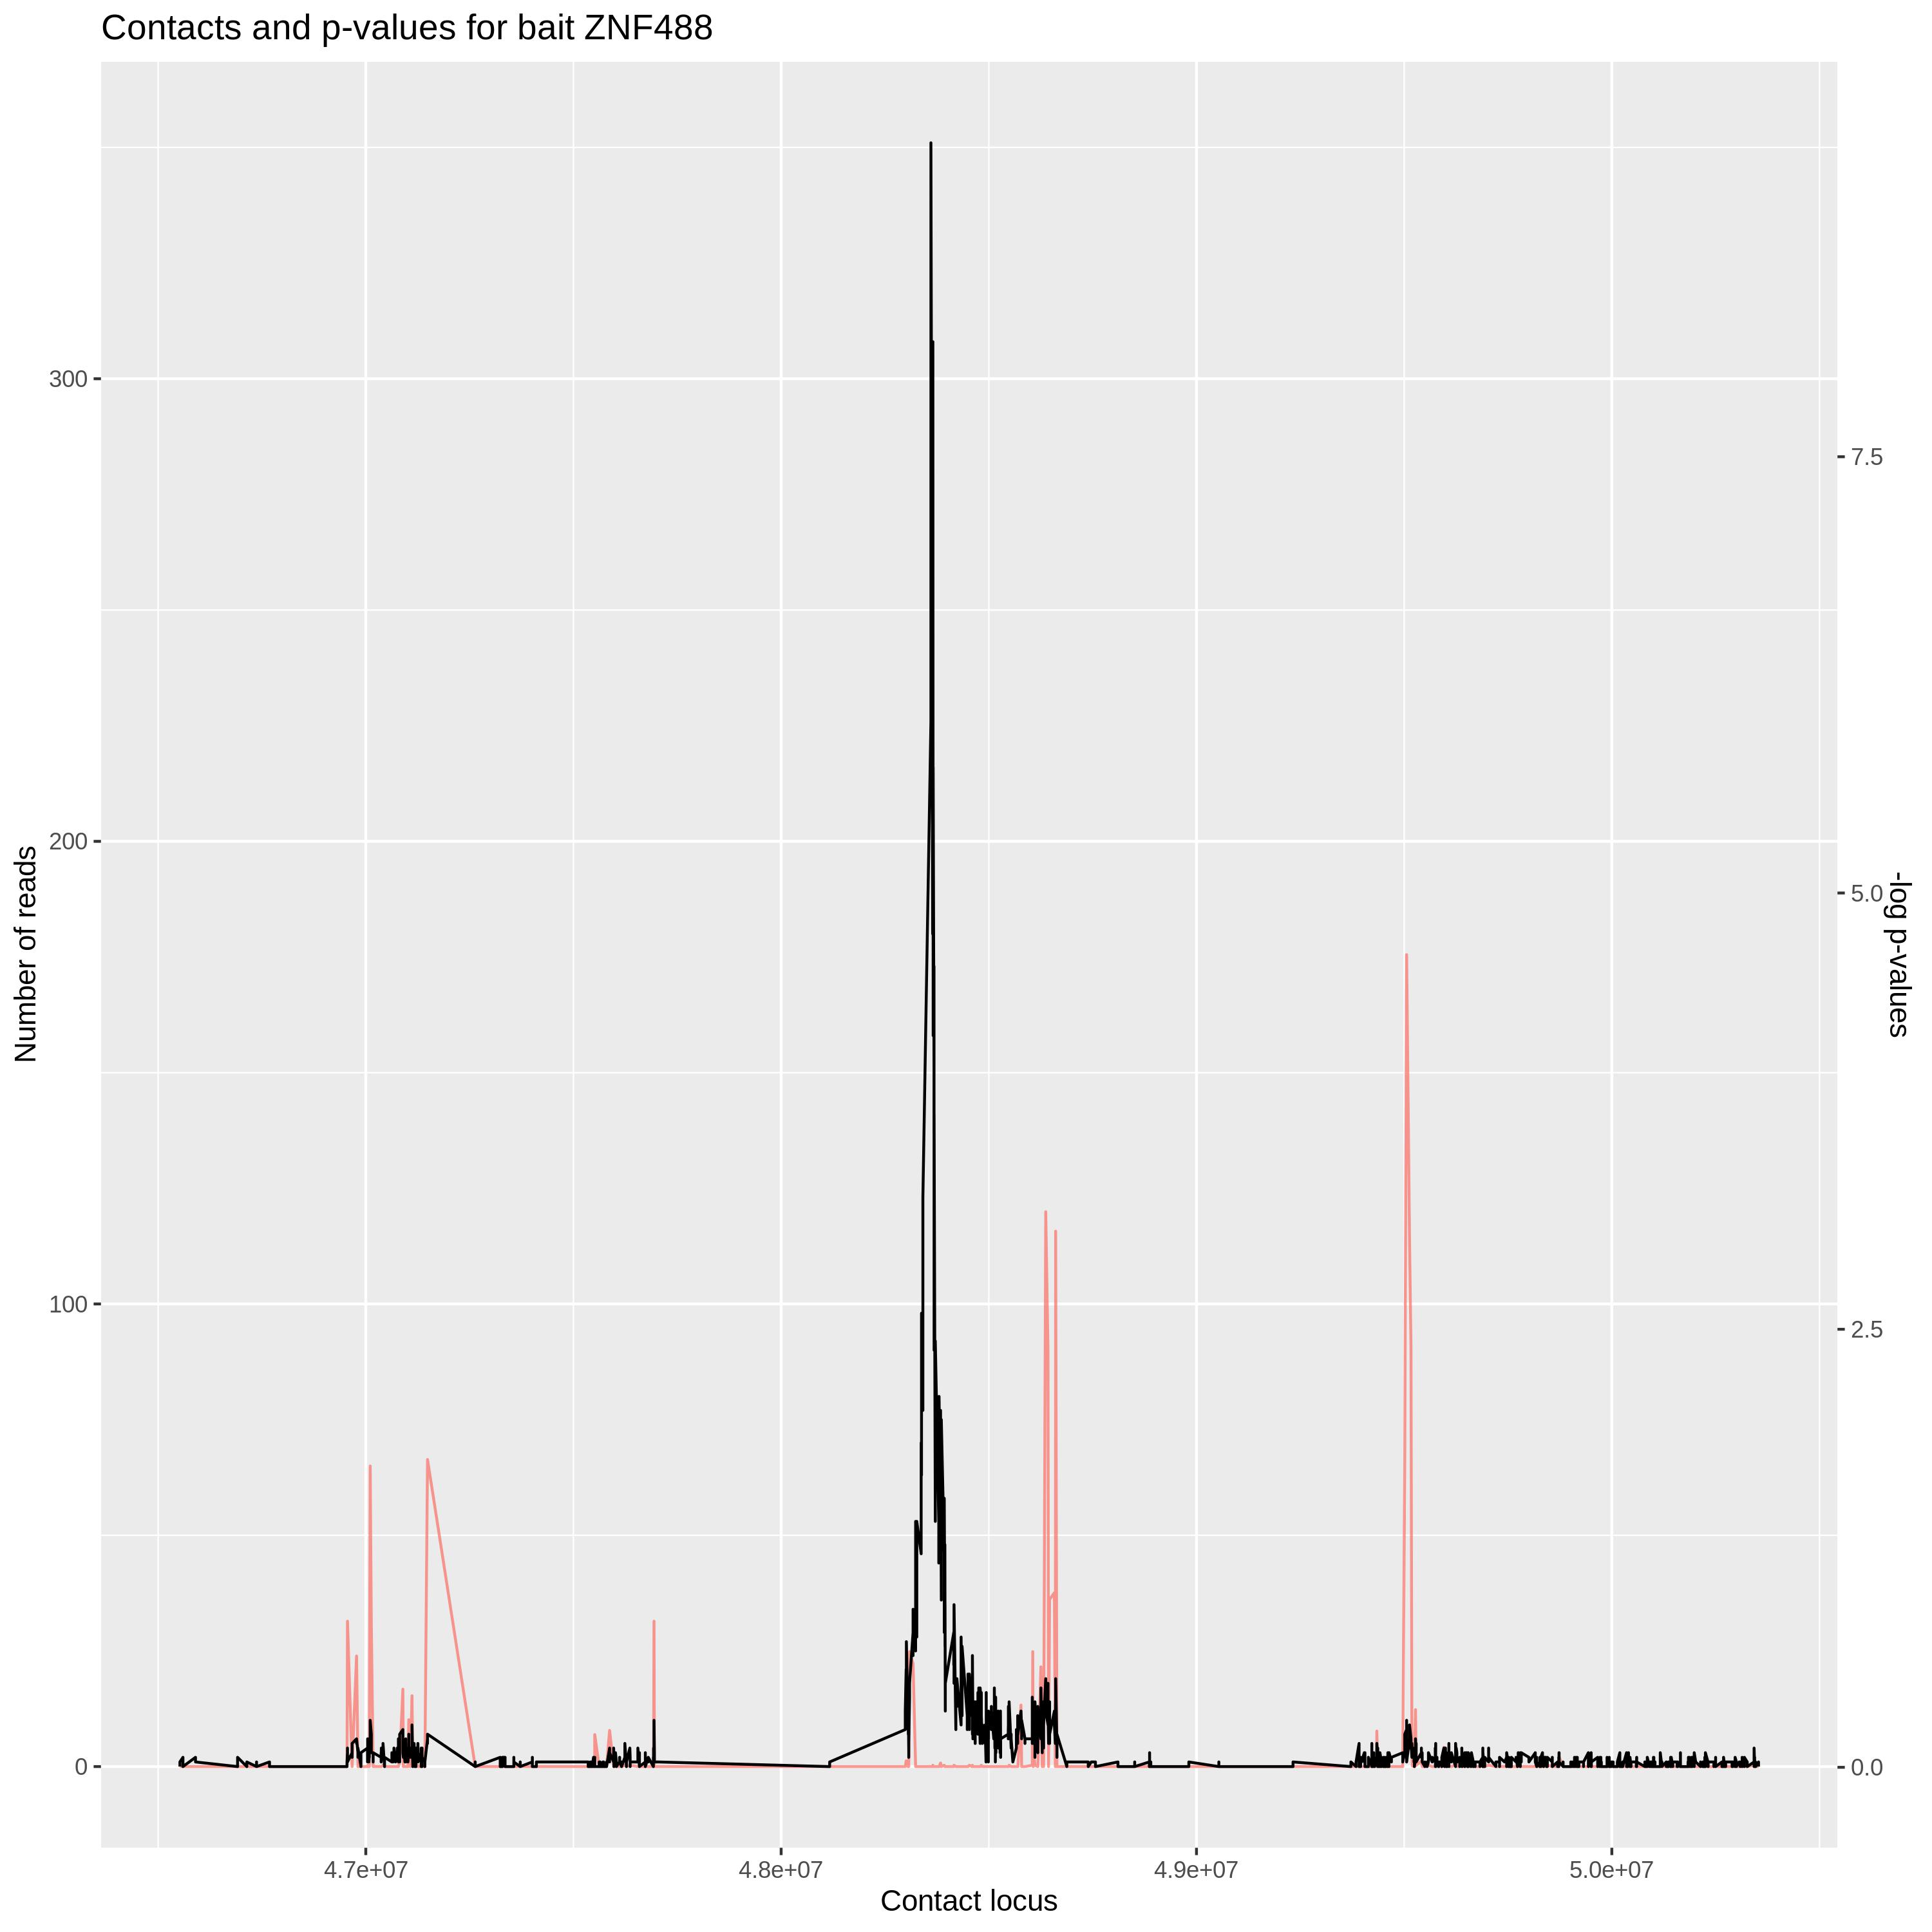 Contacts and p-values for bait ZNF488
300
200
100
0
Number of reads
7.5
5.0
2.5
0.0
-log p-values
4.7e+07
4.8e+07
4.9e+07
5.0e+07
Contact locus